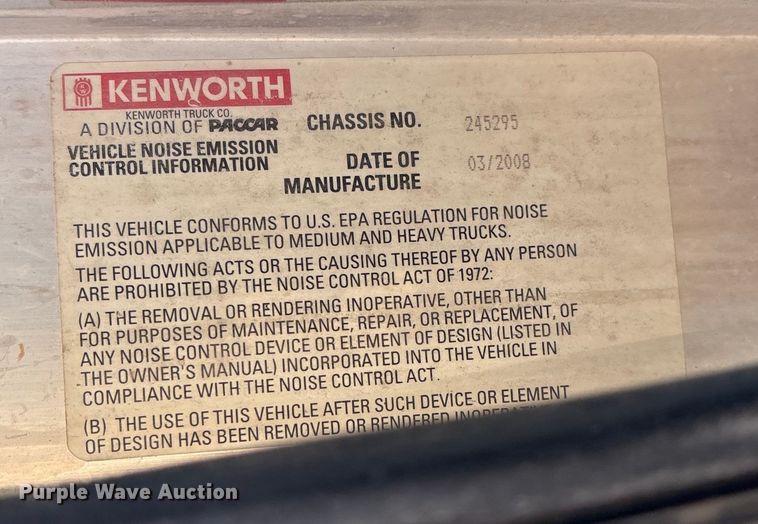 KENWORTH
KENWORTH TRUCK CO.
A DIVISION OF PACCAR
CHASSIS NO. 245295
VEHICLE NOISE EMISSION
CONTROL INFORMATION
DATE OF
MANUFACTURE 03/2008
THIS VEHICLE CONFORMS TO U.S. EPA REGULATION FOR NOISE
EMISSION APPLICABLE TO MEDIUM AND HEAVY TRUCKS.
THE FOLLOWING ACTS OR THE CAUSING THEREOF BY ANY PERSON
ARE PROHIBITED BY THE NOISE CONTROL ACT OF 1972:
(A) THE REMOVAL OR RENDERING INOPERATIVE, OTHER THAN
FOR PURPOSES OF MAINTENANCE, REPAIR, OR REPLACEMENT, OF
ANY NOISE CONTROL DEVICE OR ELEMENT OF DESIGN (LISTED IN
THE OWNER'S MANUAL) INCORPORATED INTO THE VEHICLE IN
COMPLIANCE WITH THE NOISE CONTROL ACT.
(B) THE USE OF THIS VEHICLE AFTER SUCH DEVICE OR ELEMENT
OF DESIGN HAS BEEN REMOVED OR RENDERED
Purple Wave Auction